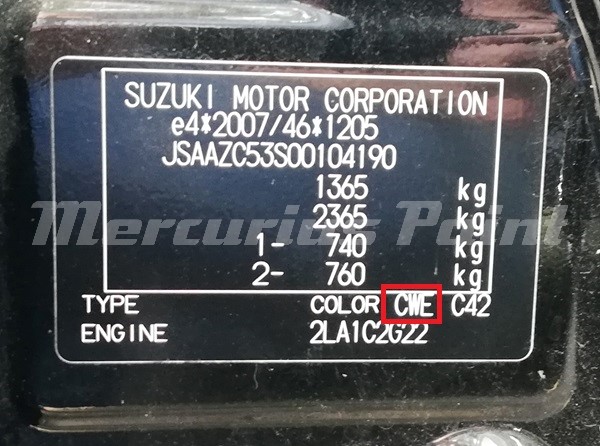 SUZUKI MOTOR CORPORATION
e4*2007/46*1205
JSAAZC53S00104190
1365 kg
2365 kg
Mercurius Point
1- 740 kg
2- 760 kg
TYPE COLOR CWE C42
ENGINE 2LA1C2G22